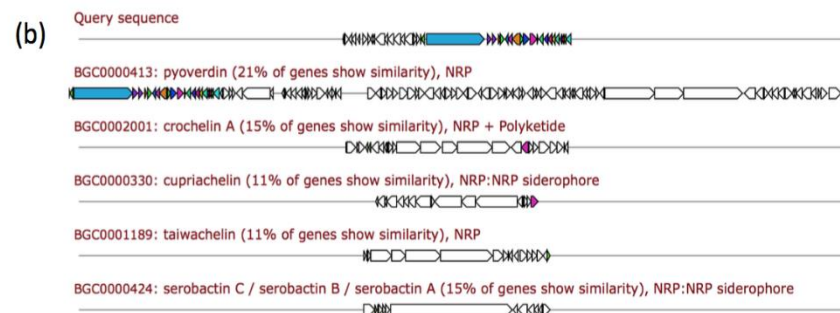 (b)
Query sequence
BGC0000413: pyoverdin (21% of genes show similarity), NRP
BGC0002001: crochelin A (15% of genes show similarity), NRP + Polyketide
BGC0000330: cupriachelin (11% of genes show similarity), NRP:NRP siderophore
BGC0001189: taiwachelin (11% of genes show similarity), NRP
BGC0000424: serobactin C / serobactin B / serobactin A (15% of genes show similarity), NRP:NRP siderophore